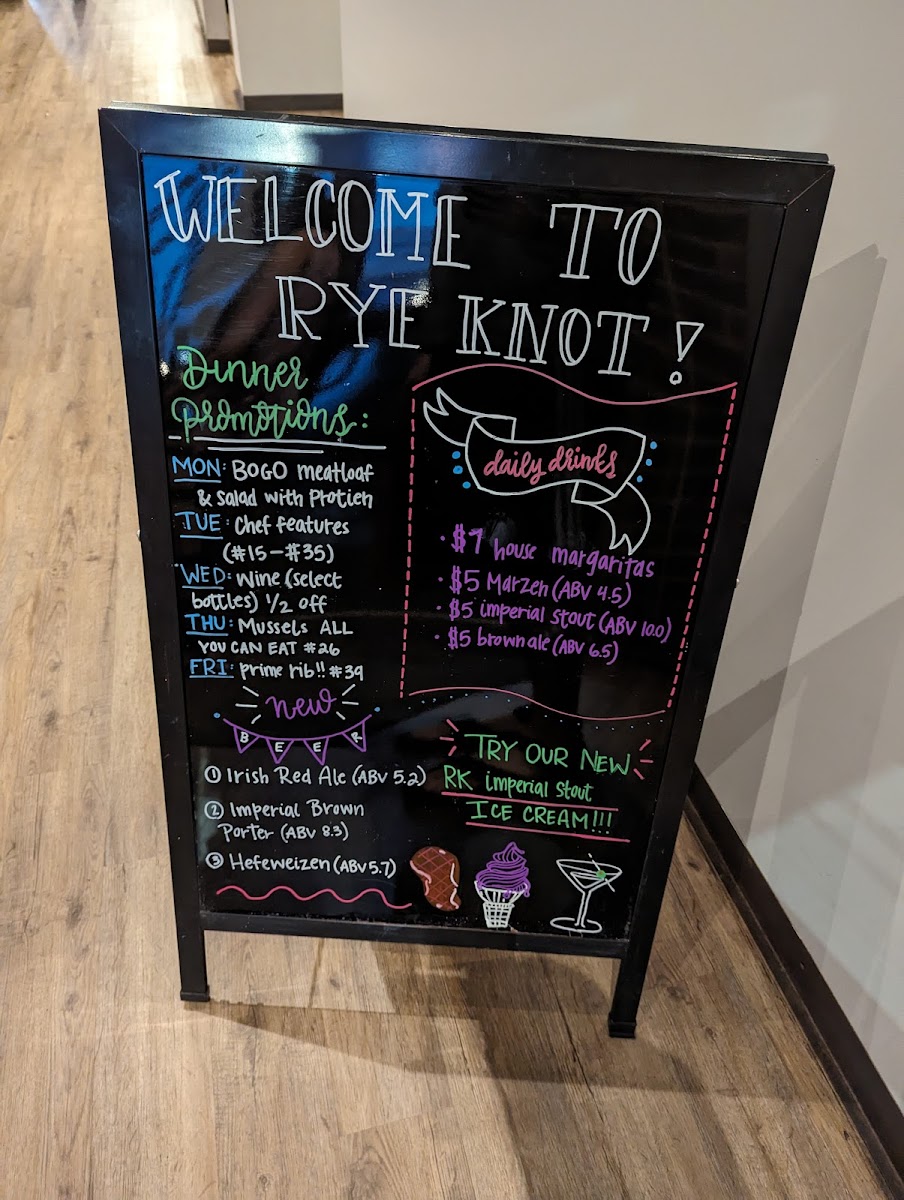 WELCOME TO
RYE KNOT!
Dinner
Promotions:
MON: BOGO meatloaf
& Salad with Protien
TUE: Chef features
(#15-#35)
WED: Wine (select
bottles) 1/2 off
THU: Mussels ALL
YOU CAN EAT #26
FRI: prime rib!! #39
new
BEER
① Irish Red Ale (ABV 5.2)
② Imperial Brown
Porter (ABV 8.3)
③ Hefeweizen (ABV 5.7)
daily drinks
· $7 house margaritas
· $5 Marzen (ABV 4.5)
· $5 imperial stout (ABV 10.0)
· $5 brown ale (ABV 6.5)
TRY OUR NEW
RK imperial stout
ICE CREAM!!!